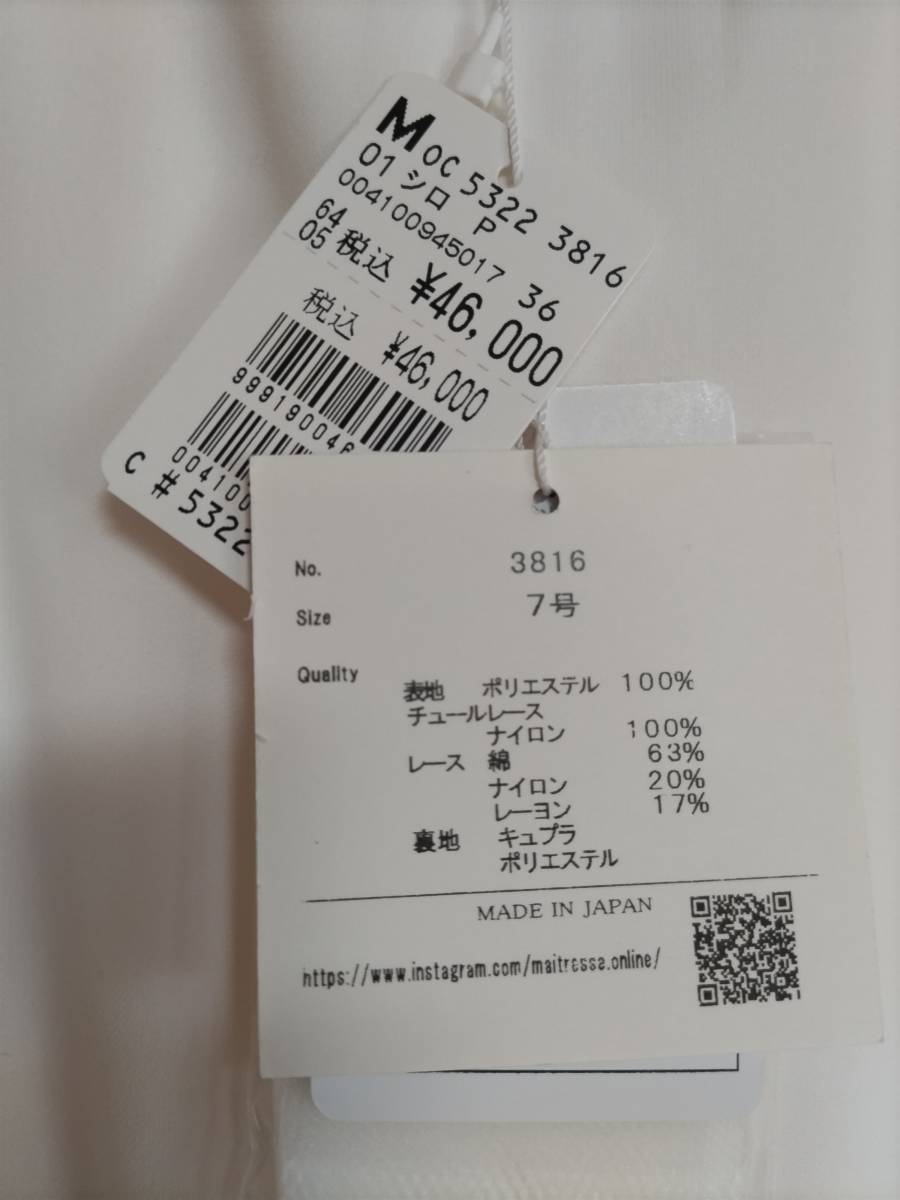 M OC 5322 3816
01 シロ P
004100945017 36
64
05 税込 ¥46,000
税込 ¥46,000
999190046
004100
C #5322
No. 3816
Size 7号
Quality
表地 ポリエステル 100%
チュールレース
ナイロン 100%
レース 綿 63%
ナイロン 20%
レーヨン 17%
裏地 キュプラ
ポリエステル
MADE IN JAPAN
https://www.instagram.com/maitressa.online/